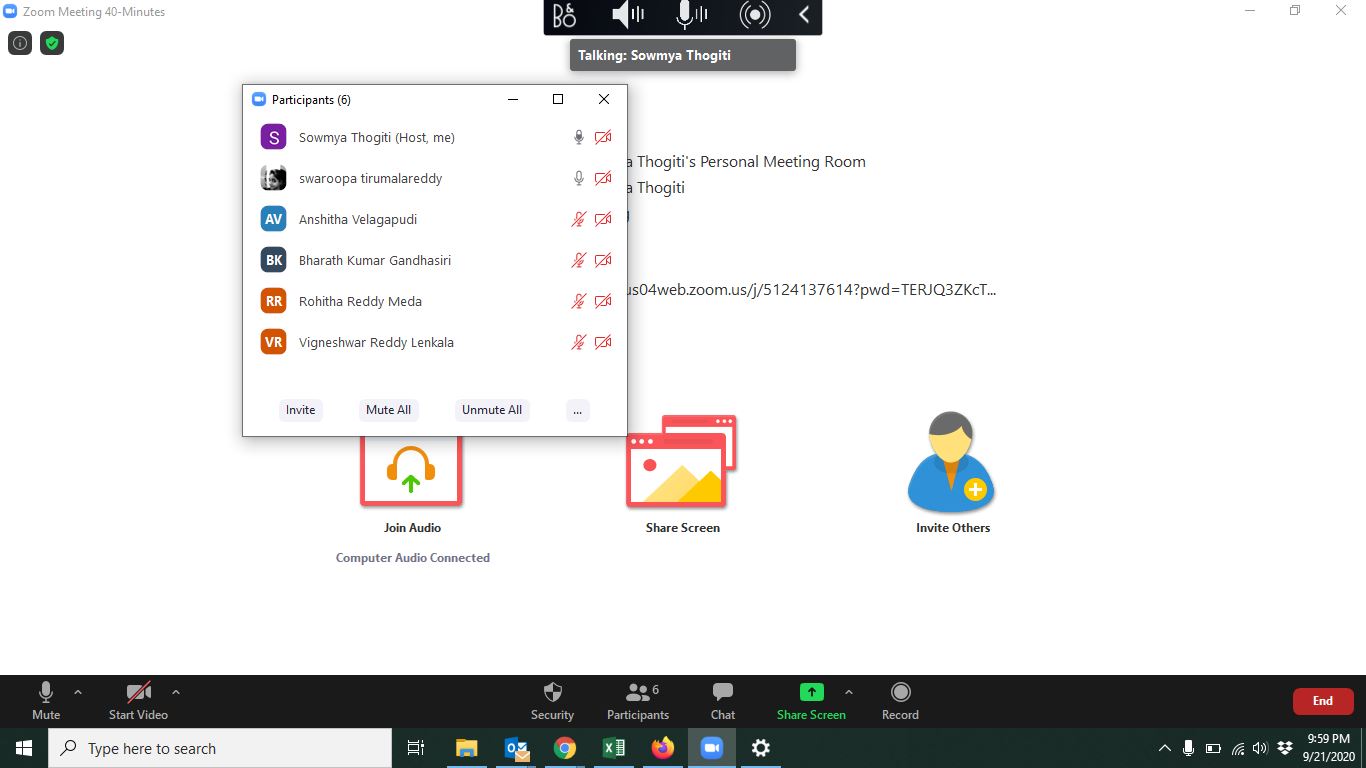 Zoom Meeting 40-Minutes
B&O
Talking: Sowmya Thogiti
Participants (6)
S Sowmya Thogiti (Host, me)
swaroopa tirumalareddy
AV Anshitha Velagapudi
BK Bharath Kumar Gandhasiri
RR Rohitha Reddy Meda
VR Vigneshwar Reddy Lenkala
Invite Mute All Unmute All ...
a Thogiti's Personal Meeting Room
a Thogiti
us04web.zoom.us/j/5124137614?pwd=TERJQ3ZKcT...
Join Audio
Computer Audio Connected
Share Screen
Invite Others
Mute Start Video Security Participants 6 Chat Share Screen Record End
Type here to search
9:59 PM
9/21/2020